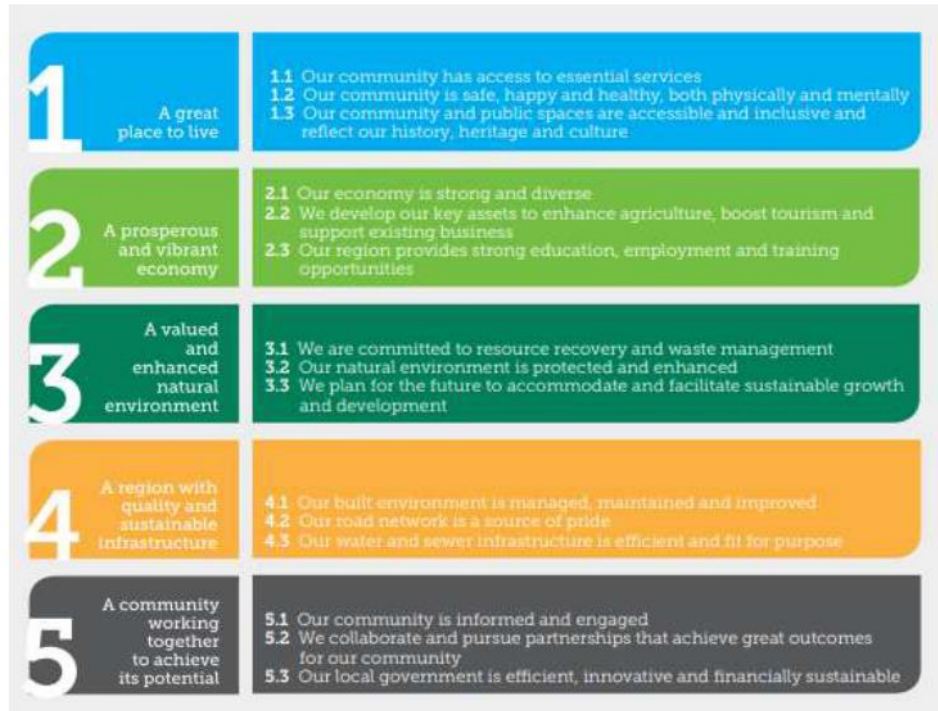 1
A great
place to live
1.1 Our community has access to essential services
1.2 Our community is safe, happy and healthy, both physically and mentally
1.3 Our community and public spaces are accessible and inclusive and
reflect our history, heritage and culture
2
A prosperous
and vibrant
economy
2.1 Our economy is strong and diverse
2.2 We develop our key assets to enhance agriculture, boost tourism and
support existing business
2.3 Our region provides strong education, employment and training
opportunities
3
A valued
and
enhanced
natural
environment
3.1 We are committed to resource recovery and waste management
3.2 Our natural environment is protected and enhanced
3.3 We plan for the future to accommodate and facilitate sustainable growth
and development
4
A region with
quality and
sustainable
infrastructure
4.1 Our built environment is managed, maintained and improved
4.2 Our road network is a source of pride
4.3 Our water and sewer infrastructure is efficient and fit for purpose
5
A community
working
together
to achieve
its potential
5.1 Our community is informed and engaged
5.2 We collaborate and pursue partnerships that achieve great outcomes
for our community
5.3 Our local government is efficient, innovative and financially sustainable